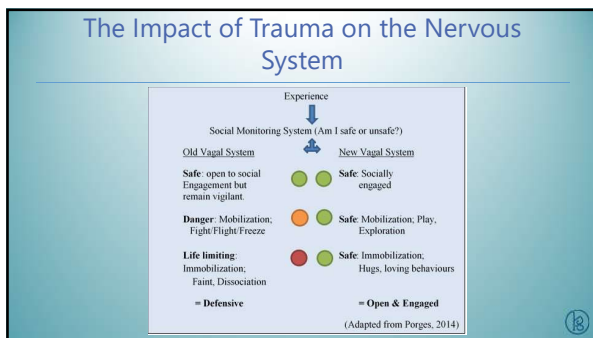 The Impact of Trauma on the Nervous
System
Experience
Social Monitoring System (Am I safe or unsafe?)
Old Vagal System
New Vagal System
Safe: open to social
Engagement but
remain vigilant.
Safe: Socially
engaged
Danger: Mobilization;
Fight/Flight/Freeze
Safe: Mobilization; Play,
Exploration
Life limiting:
Immobilization;
Faint, Dissociation
Safe: Immobilization;
Hugs, loving behaviours
= Defensive
= Open & Engaged
(Adapted from Porges, 2014)